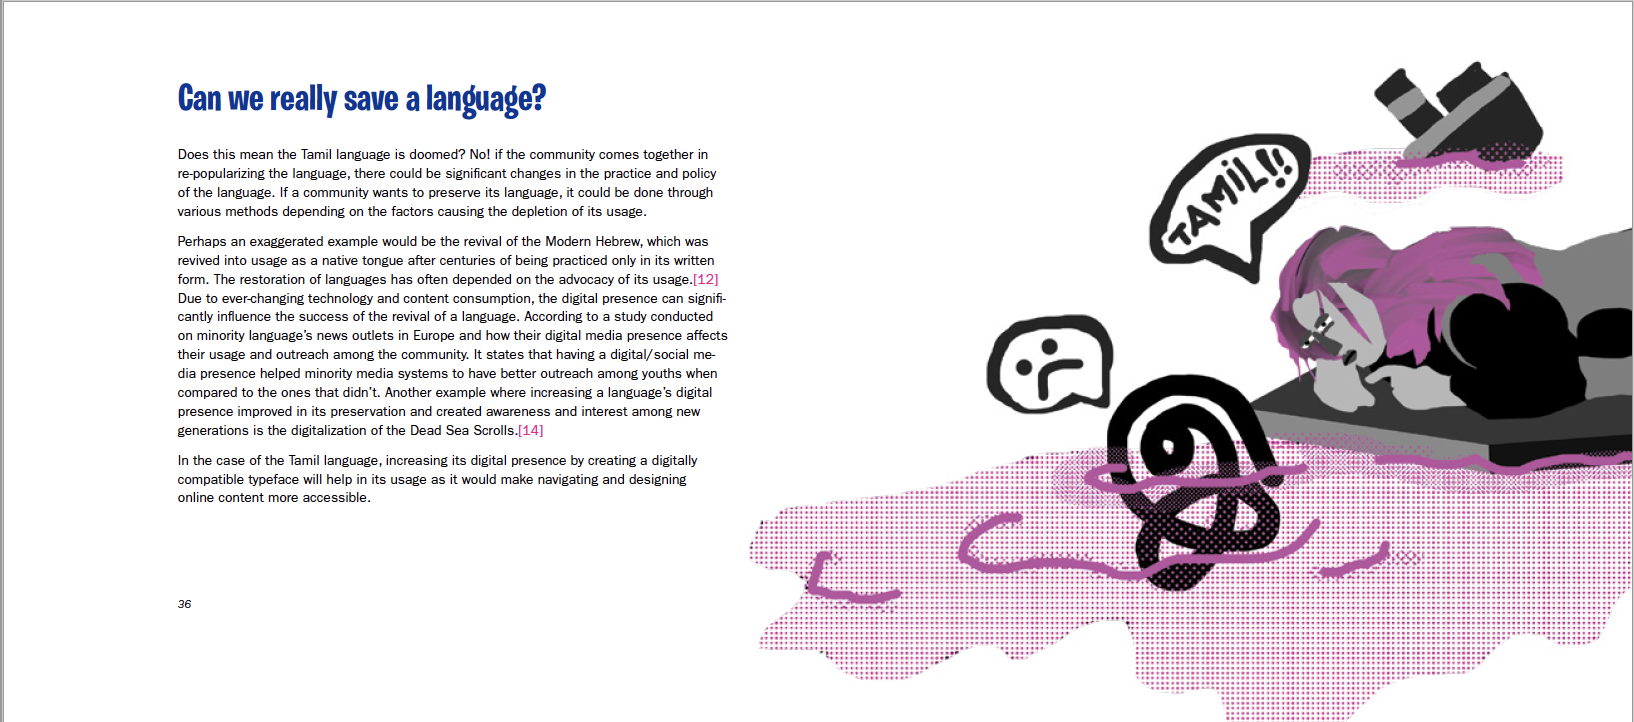 Can we really save a language?
Does this mean the Tamil language is doomed? No! if the community comes together in
re-popularizing the language, there could be significant changes in the practice and policy
of the language. If a community wants to preserve its language, it could be done through
various methods depending on the factors causing the depletion of its usage.
Perhaps an exaggerated example would be the revival of the Modern Hebrew, which was
revived into usage as a native tongue after centuries of being practiced only in its written
form. The restoration of languages has often depended on the advocacy of its usage.[12]
Due to ever-changing technology and content consumption, the digital presence can signifi-
cantly influence the success of the revival of a language. According to a study conducted
on minority language's news outlets in Europe and how their digital media presence affects
their usage and outreach among the community. It states that having a digital/social me-
dia presence helped minority media systems to have better outreach among youths when
compared to the ones that didn't. Another example where increasing a language's digital
presence improved in its preservation and created awareness and interest among new
generations is the digitalization of the Dead Sea Scrolls.[14]
In the case of the Tamil language, increasing its digital presence by creating a digitally
compatible typeface will help in its usage as it would make navigating and designing
online content more accessible.
36
TAMIL!!